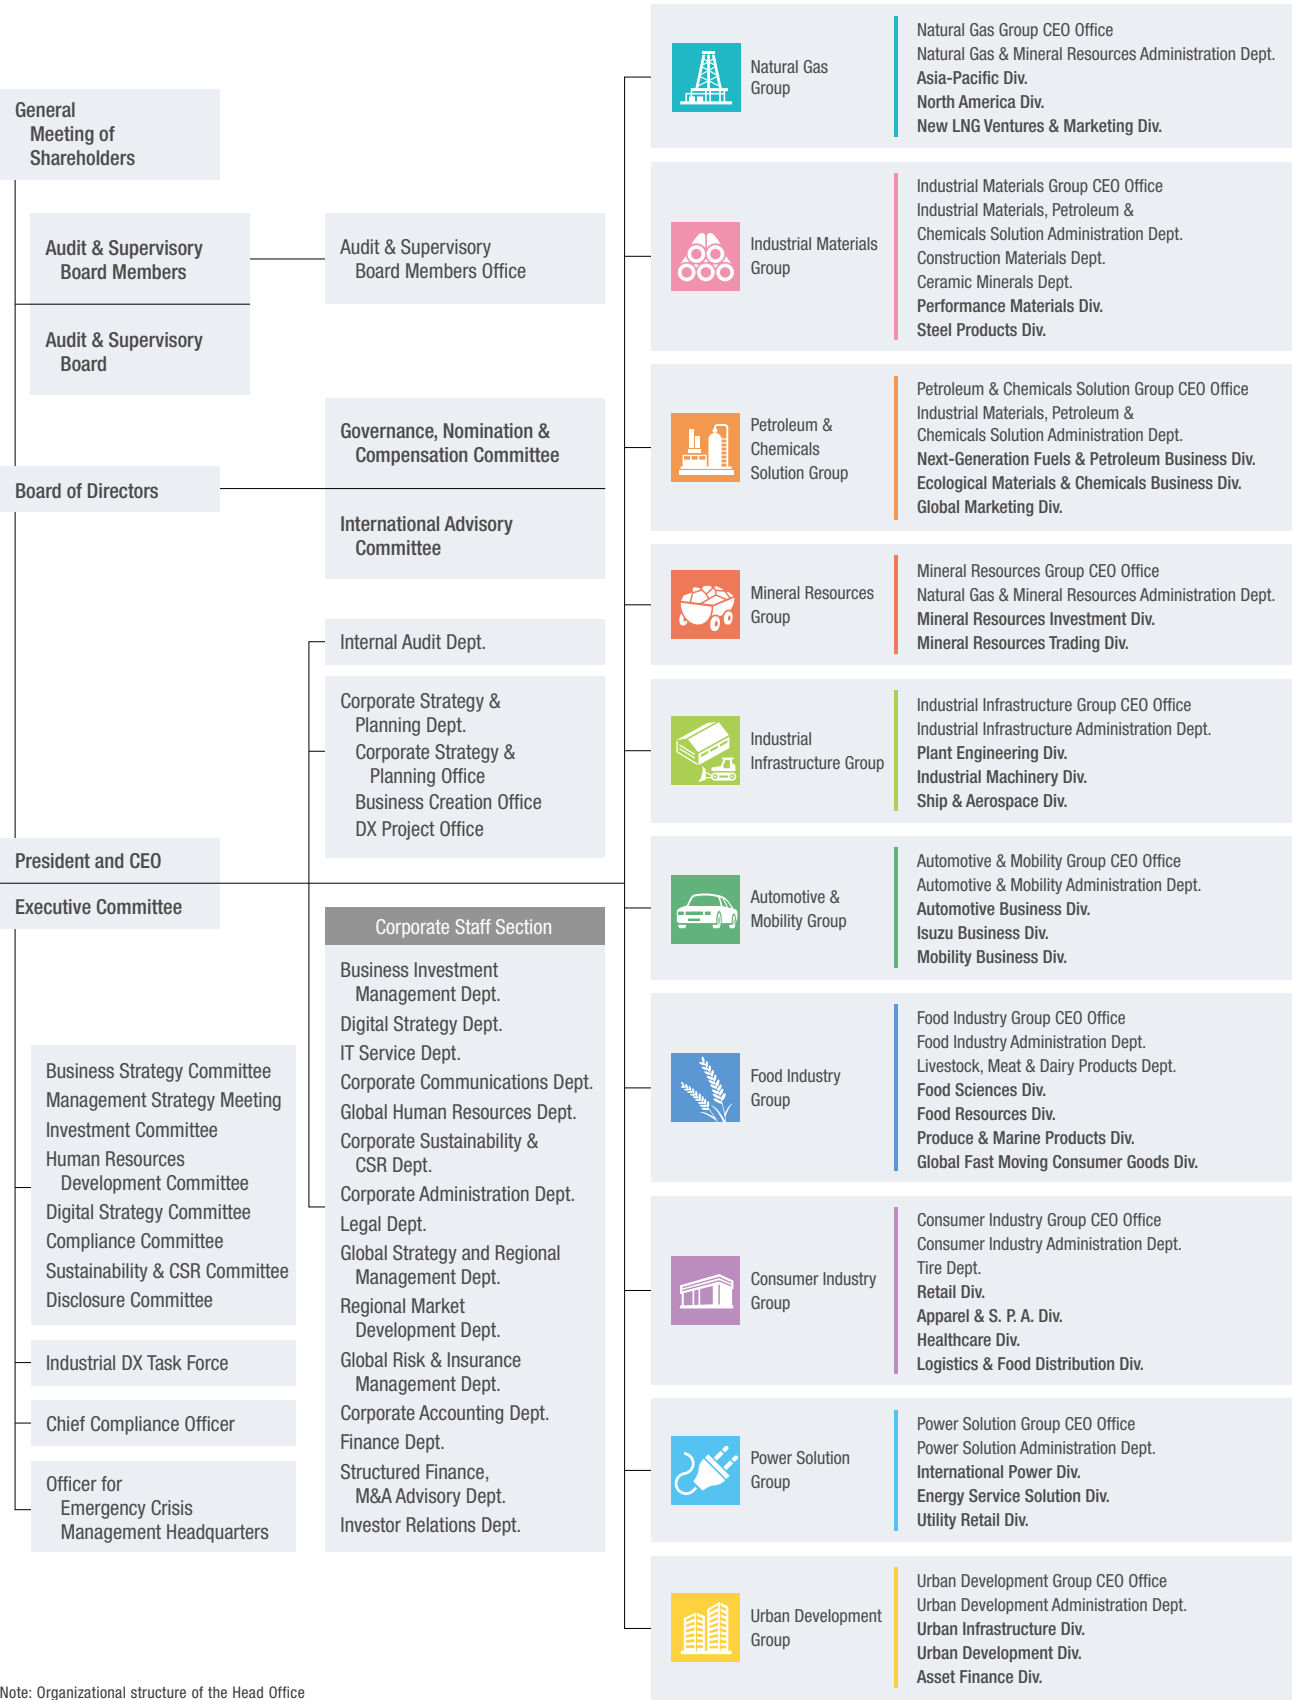 General
Meeting of
Shareholders
Audit & Supervisory
Board Members
Audit & Supervisory
Board Members Office
Audit & Supervisory
Board
Governance, Nomination &
Compensation Committee
Board of Directors
International Advisory
Committee
Internal Audit Dept.
Corporate Strategy &
Planning Dept.
Corporate Strategy &
Planning Office
Business Creation Office
DX Project Office
President and CEO
Executive Committee
Business Strategy Committee
Management Strategy Meeting
Investment Committee
Human Resources
Development Committee
Digital Strategy Committee
Compliance Committee
Sustainability & CSR Committee
Disclosure Committee
Industrial DX Task Force
Chief Compliance Officer
Officer for
Emergency Crisis
Management Headquarters
Corporate Staff Section
Business Investment
Management Dept.
Digital Strategy Dept.
IT Service Dept.
Corporate Communications Dept.
Global Human Resources Dept.
Corporate Sustainability &
CSR Dept.
Corporate Administration Dept.
Legal Dept.
Global Strategy and Regional
Management Dept.
Regional Market
Development Dept.
Global Risk & Insurance
Management Dept.
Corporate Accounting Dept.
Finance Dept.
Structured Finance,
M&A Advisory Dept.
Investor Relations Dept.
Natural Gas
Group
Natural Gas Group CEO Office
Natural Gas & Mineral Resources Administration Dept.
Asia-Pacific Div.
North America Div.
New LNG Ventures & Marketing Div.
Industrial Materials
Group
Industrial Materials Group CEO Office
Industrial Materials, Petroleum &
Chemicals Solution Administration Dept.
Construction Materials Dept.
Ceramic Minerals Dept.
Performance Materials Div.
Steel Products Div.
Petroleum &
Chemicals
Solution Group
Petroleum & Chemicals Solution Group CEO Office
Industrial Materials, Petroleum &
Chemicals Solution Administration Dept.
Next-Generation Fuels & Petroleum Business Div.
Ecological Materials & Chemicals Business Div.
Global Marketing Div.
Mineral Resources
Group
Mineral Resources Group CEO Office
Natural Gas & Mineral Resources Administration Dept.
Mineral Resources Investment Div.
Mineral Resources Trading Div.
Industrial
Infrastructure Group
Industrial Infrastructure Group CEO Office
Industrial Infrastructure Administration Dept.
Plant Engineering Div.
Industrial Machinery Div.
Ship & Aerospace Div.
Automotive &
Mobility Group
Automotive & Mobility Group CEO Office
Automotive & Mobility Administration Dept.
Automotive Business Div.
Isuzu Business Div.
Mobility Business Div.
Food Industry
Group
Food Industry Group CEO Office
Food Industry Administration Dept.
Livestock, Meat & Dairy Products Dept.
Food Sciences Div.
Food Resources Div.
Produce & Marine Products Div.
Global Fast Moving Consumer Goods Div.
Consumer Industry
Group
Consumer Industry Group CEO Office
Consumer Industry Administration Dept.
Tire Dept.
Retail Div.
Apparel & S. P. A. Div.
Healthcare Div.
Logistics & Food Distribution Div.
Power Solution
Group
Power Solution Group CEO Office
Power Solution Administration Dept.
International Power Div.
Energy Service Solution Div.
Utility Retail Div.
Urban Development
Group
Urban Development Group CEO Office
Urban Development Administration Dept.
Urban Infrastructure Div.
Urban Development Div.
Asset Finance Div.
Note: Organizational structure of the Head Office